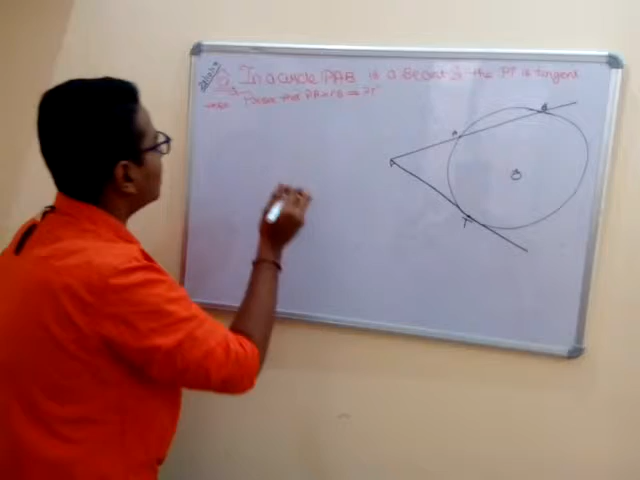 In a circle PAB is a secant & the PT is tangent
Prove that PA × PB = PT²
A
B
P
O
T